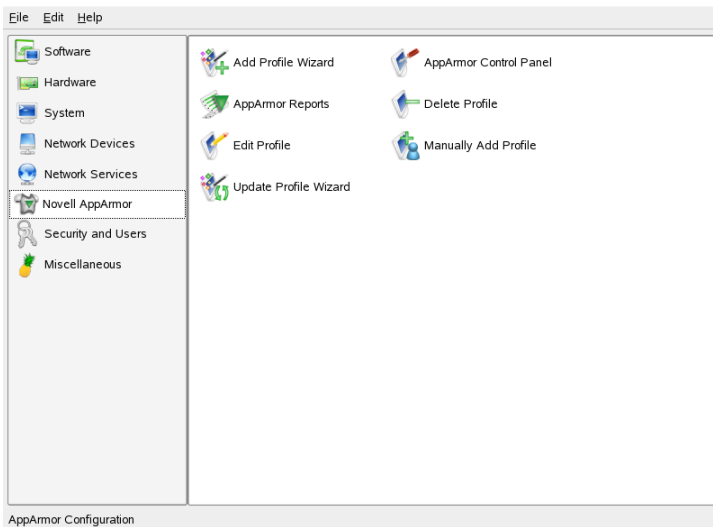 File Edit Help
Software
Hardware
System
Network Devices
Network Services
Novell AppArmor
Security and Users
Miscellaneous
Add Profile Wizard
AppArmor Control Panel
AppArmor Reports
Delete Profile
Edit Profile
Manually Add Profile
Update Profile Wizard
AppArmor Configuration